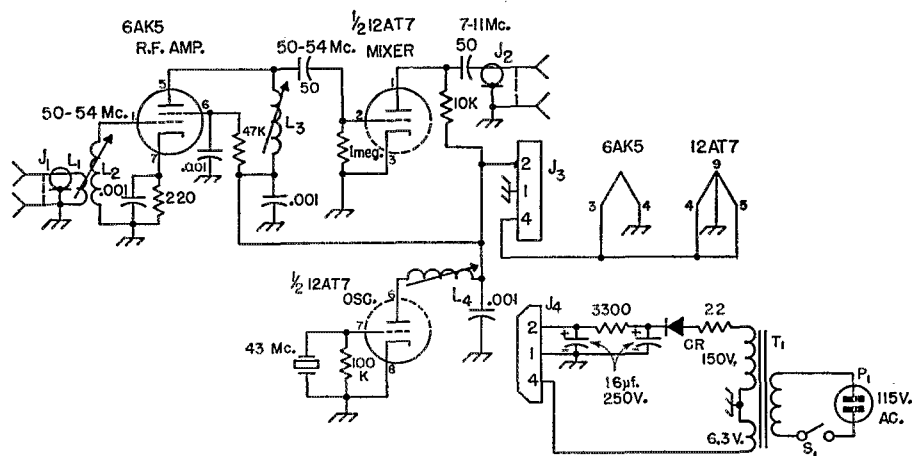 6AK5
R.F. AMP.
50-54 Mc.
½ 12AT7
MIXER
7-11Mc.
50
J2
50
5
1
6
50-54 Mc.
1
47K
L3
2
10K
J1
L1
L2
7
.001
1meg.
3
2
J3
6AK5
12AT7
9
.001
220
.001
1
4
3
4
4
5
½ 12AT7
OSC.
6
L4
.001
J4
3300
22
43 Mc.
7
2
+
+
CR
150V.
T1
100
K
8
1
-
-
P1
4
16µf.
250V.
115V.
AC.
6.3V.
S1